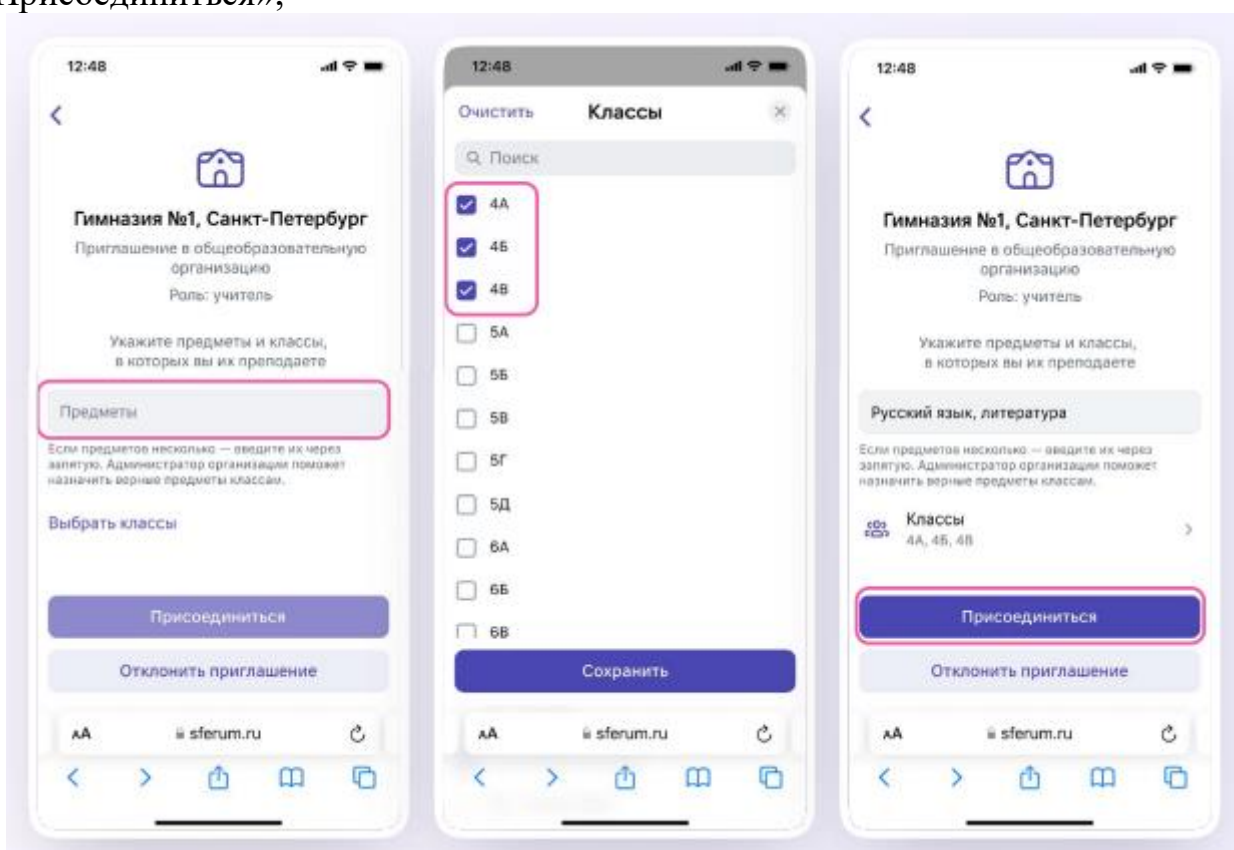 Присоединиться»;
12:48
Гимназия №1, Санкт-Петербург
Приглашение в общеобразовательную
организацию
Роль: учитель
Укажите предметы и классы,
в которых вы их преподаете
Предметы
Если предметов несколько — введите их через
запятую. Администратор организации поможет
назначить верные предметы классам.
Выбрать классы
Присоединиться
Отклонить приглашение
AA sferum.ru
12:48
Очистить Классы
Поиск
4А
4Б
4В
5А
5Б
5В
5Г
5Д
6А
6Б
6В
Сохранить
AA sferum.ru
12:48
Гимназия №1, Санкт-Петербург
Приглашение в общеобразовательную
организацию
Роль: учитель
Укажите предметы и классы,
в которых вы их преподаете
Русский язык, литература
Если предметов несколько — введите их через
запятую. Администратор организации поможет
назначить верные предметы классам.
Классы
4А, 4Б, 4В
Присоединиться
Отклонить приглашение
AA sferum.ru